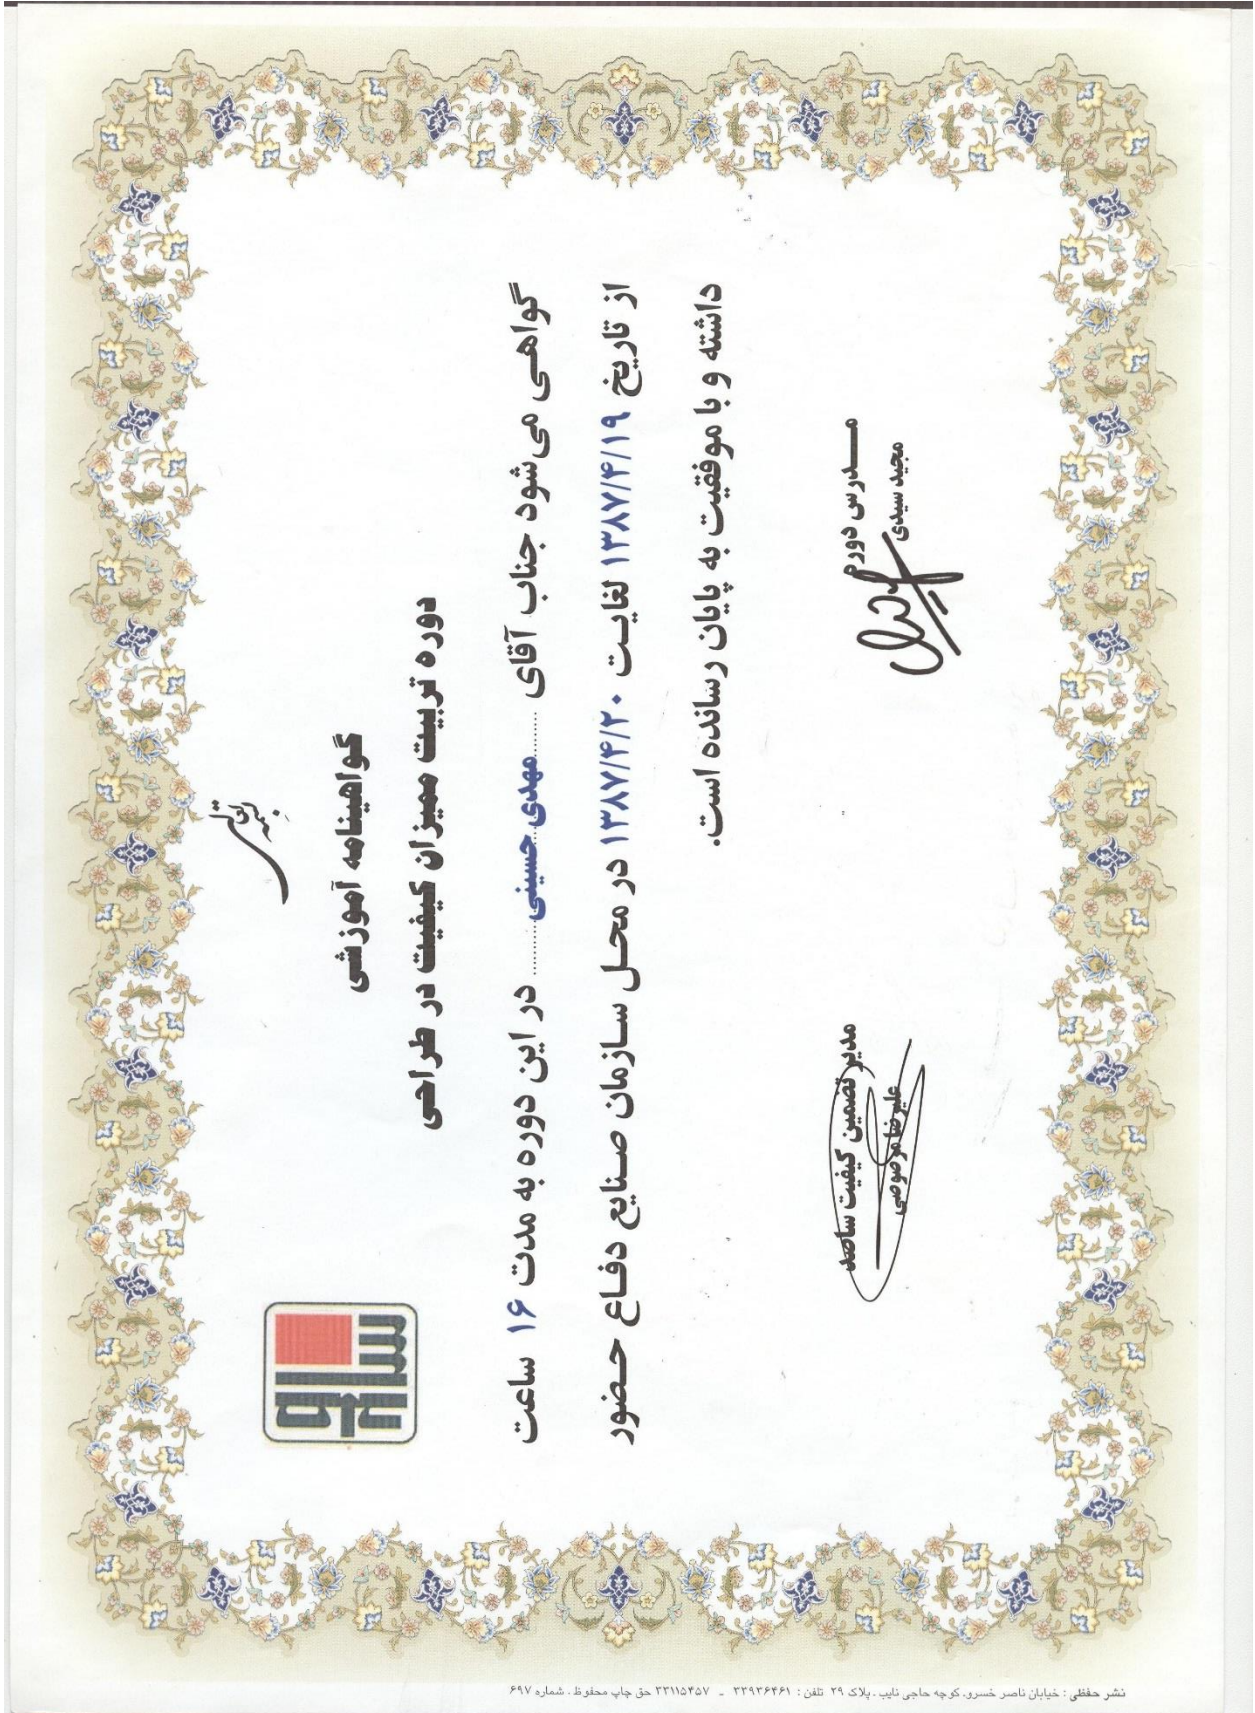 بسمه تعالی
گواهینامه آموزشی
دوره تربیت ممیزان کیفیت در طراحی
گواهی می‌شود جناب آقای ........ مهدی حسینی ........ در این دوره به مدت ۱۶ ساعت
از تاریخ ۱۳۸۷/۴/۱۹ لغایت ۱۳۸۷/۴/۲۰ در محل سازمان صنایع دفاع حضور
داشته و با موفقیت به پایان رسانده است.
مدرس دوره
مجید سیدی
مدیر تضمین کیفیت ساصد
علیرضا مرصوصی
نشر حفظی : خیابان ناصر خسرو. کوچه حاجی نایب . پلاک ۲۹ تلفن : ۳۳۹۳۶۴۶۱ - ۳۳۱۱۵۴۵۷ حق چاپ محفوظ . شماره ۶۹۷